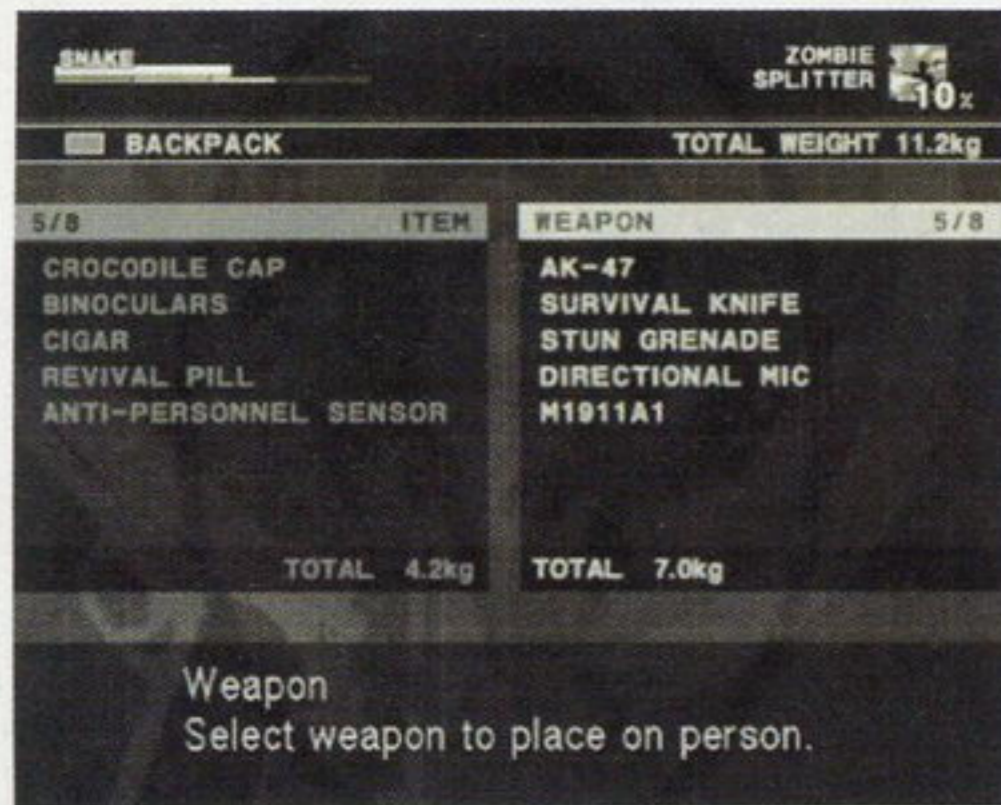 SNAKE
ZOMBIE
SPLITTER
10%
BACKPACK
TOTAL WEIGHT 11.2kg
5/8 ITEM
CROCODILE CAP
BINOCULARS
CIGAR
REVIVAL PILL
ANTI-PERSONNEL SENSOR
TOTAL 4.2kg
WEAPON 5/8
AK-47
SURVIVAL KNIFE
STUN GRENADE
DIRECTIONAL MIC
M1911A1
TOTAL 7.0kg
Weapon
Select weapon to place on person.